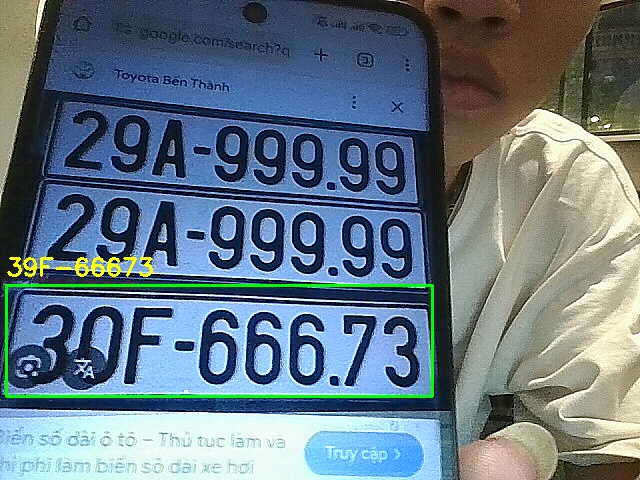 google.com/search?q
Toyota Bến Thành
29A-999.99
29A-999.99
39F-66673
30F-666.73
Biển số dài ô tô – Thủ tục làm và
phí làm biển số dài xe hơi
Truy cập